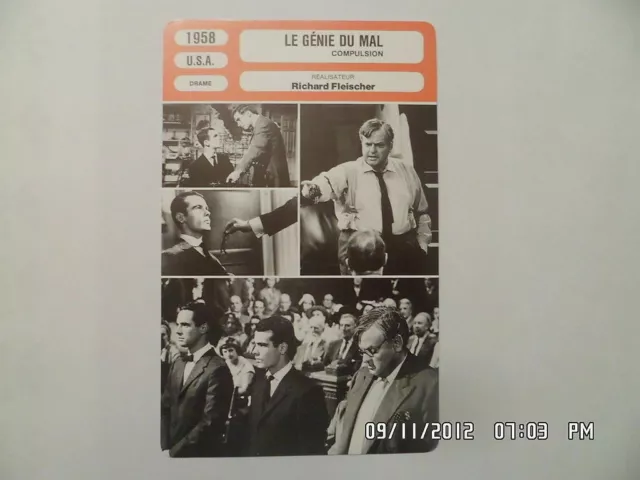 1958
U.S.A.
DRAME
LE GÉNIE DU MAL
COMPULSION
RÉALISATEUR
Richard Fleischer
09/11/2012 07:03 PM